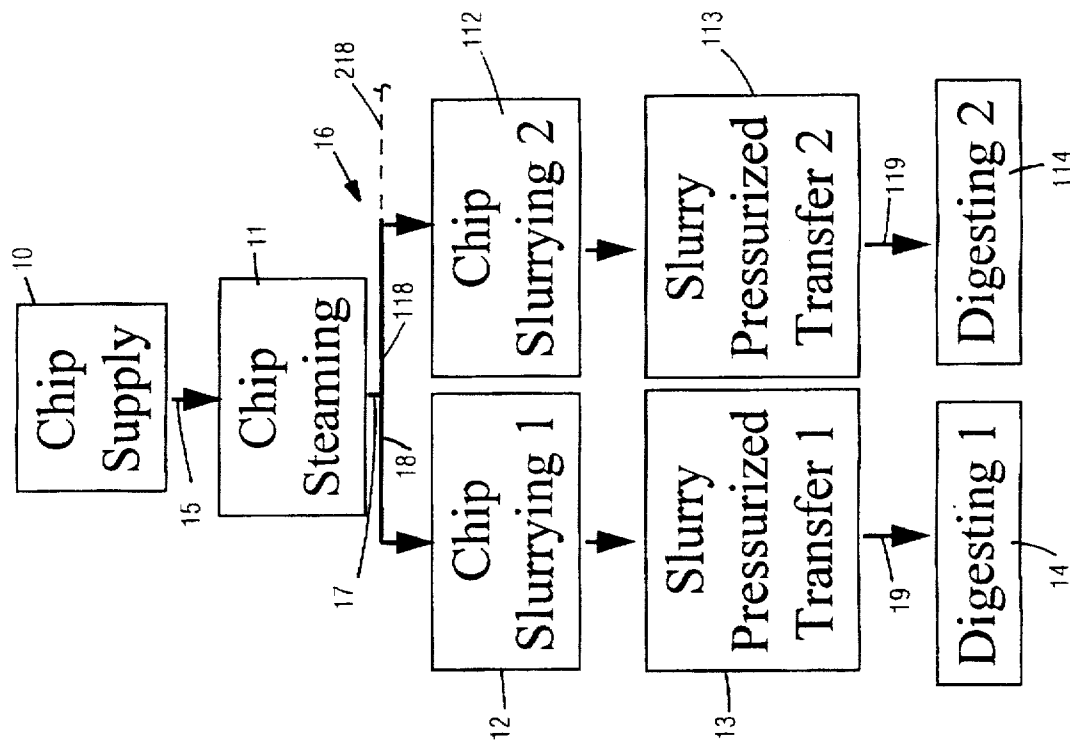 10
Chip
Supply
15
11
Chip
Steaming
16
218
17
18
118
12
Chip
Slurrying 1
112
Chip
Slurrying 2
13
Slurry
Pressurized
Transfer 1
113
Slurry
Pressurized
Transfer 2
19
119
14
Digesting 1
114
Digesting 2